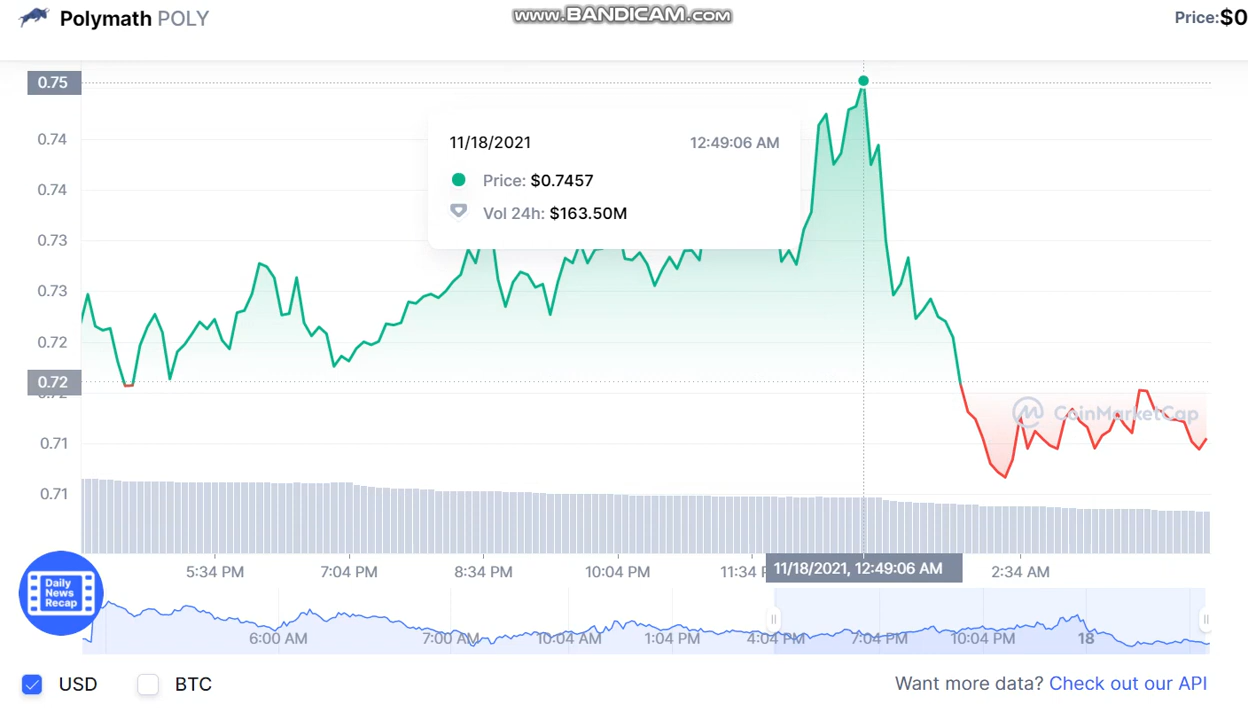 Polymath POLY
www.BANDICAM.com
Price:$0
0.75
0.74
0.74
0.73
0.73
0.72
0.72
0.71
0.71
11/18/2021 12:49:06 AM
Price: $0.7457
Vol 24h: $163.50M
CoinMarketCap
5:34 PM 7:04 PM 8:34 PM 10:04 PM 11:34 11/18/2021, 12:49:06 AM 2:34 AM
Daily
News
Recap
6:00 AM 7:00 AM 10:04 AM 1:04 PM 4:04 PM 7:04 PM 10:04 PM 18
USD BTC
Want more data? Check out our API